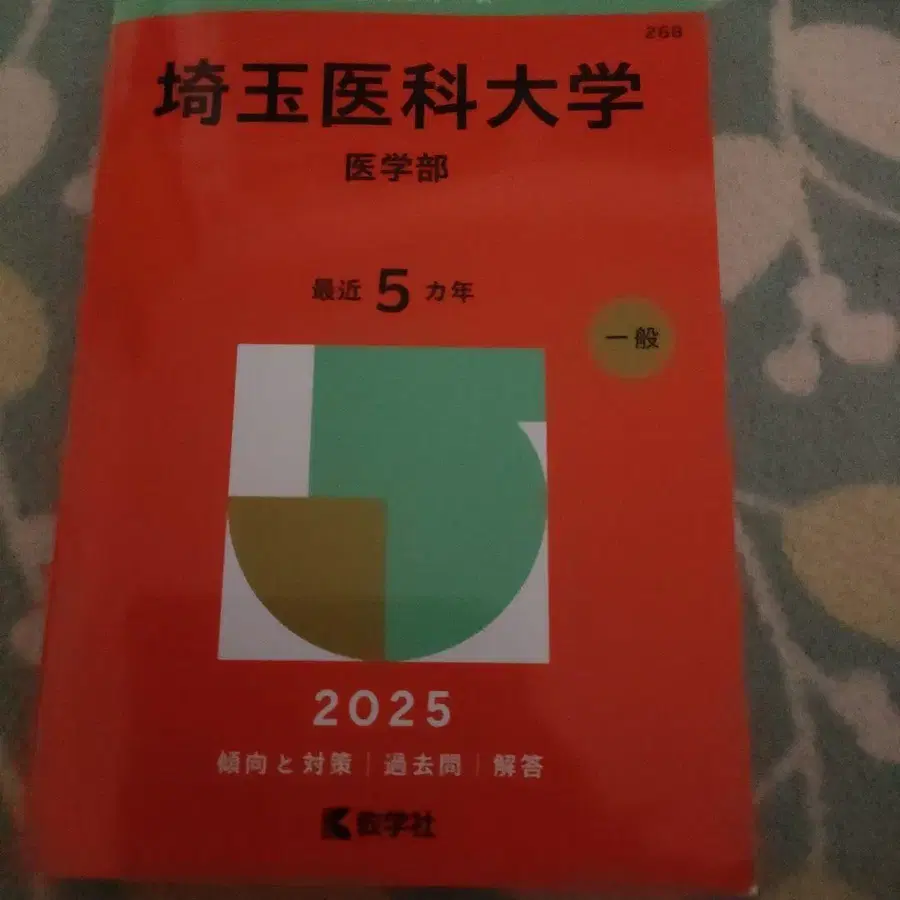 268
埼玉医科大学
医学部
最近 5 カ年
一般
2025
傾向と対策｜過去問｜解答
教学社